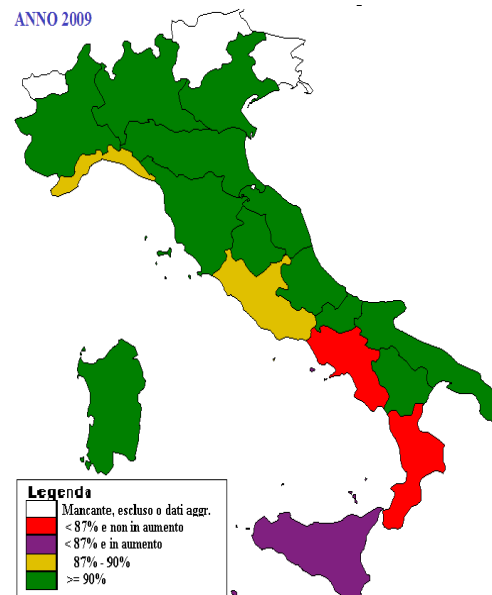 ANNO 2009
Legenda
Mancante, escluso o dati aggr.
< 87% e non in aumento
< 87% e in aumento
87% - 90%
>= 90%